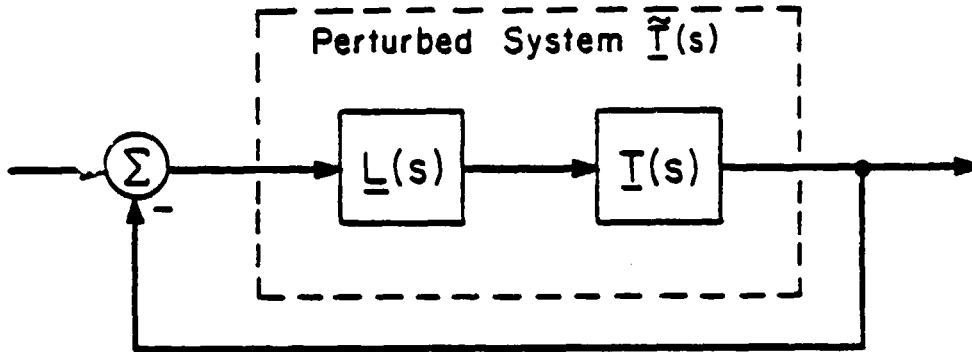 Perturbed System T̲̃(s)
Σ
L̲(s)
T̲(s)
-